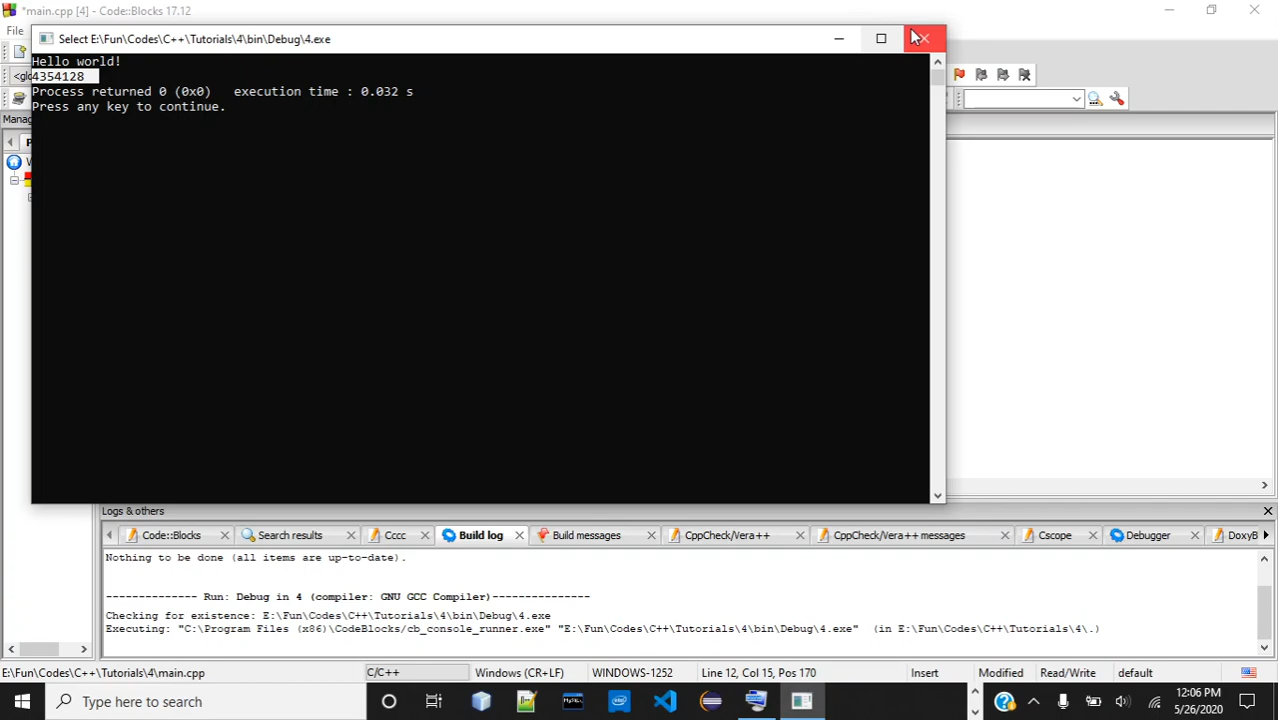 *main.cpp [4] - Code::Blocks 17.12
File
Select E:\Fun\Codes\C++\Tutorials\4\bin\Debug\4.exe
Hello world!
4354128
Process returned 0 (0x0)   execution time : 0.032 s
Press any key to continue.
<glo
Manag
P
W
Logs & others
Code::Blocks
Search results
Cccc
Build log
Build messages
CppCheck/Vera++
CppCheck/Vera++ messages
Cscope
Debugger
DoxyB
Nothing to be done (all items are up-to-date).
-------------- Run: Debug in 4 (compiler: GNU GCC Compiler)---------------
Checking for existence: E:\Fun\Codes\C++\Tutorials\4\bin\Debug\4.exe
Executing: "C:\Program Files (x86)\CodeBlocks/cb_console_runner.exe" "E:\Fun\Codes\C++\Tutorials\4\bin\Debug\4.exe"  (in E:\Fun\Codes\C++\Tutorials\4\.)
E:\Fun\Codes\C++\Tutorials\4\main.cpp
C/C++
Windows (CR+LF)
WINDOWS-1252
Line 12, Col 15, Pos 170
Insert
Modified
Read/Write
default
Type here to search
MySQL
intel
12:06 PM
5/26/2020